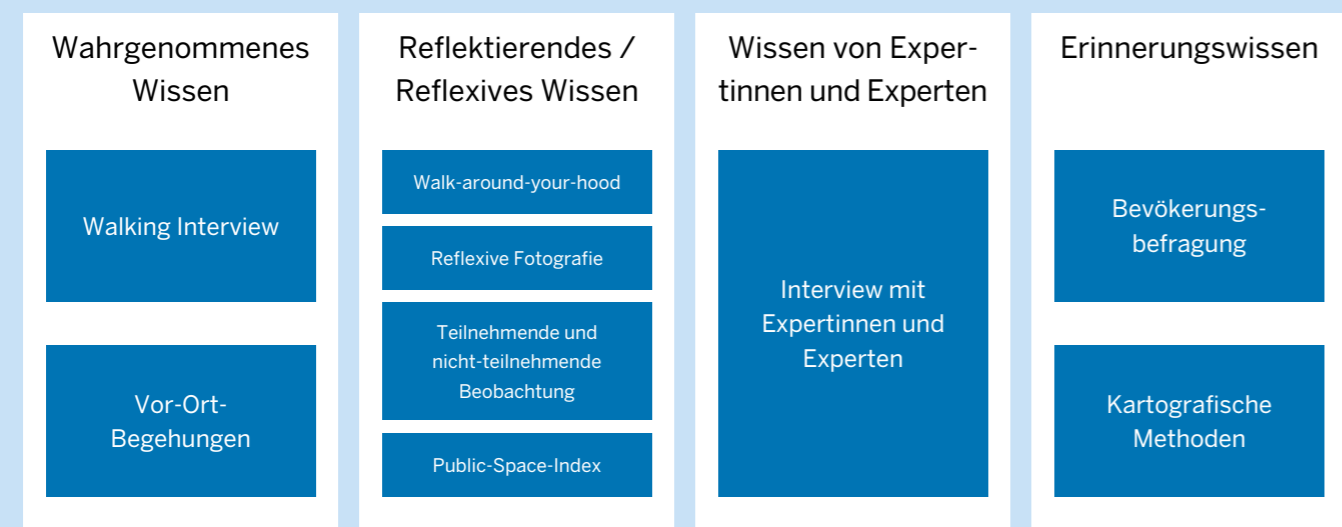 Wahrgenommenes
Wissen
Walking Interview
Vor-Ort-
Begehungen
Reflektierendes /
Reflexives Wissen
Walk-around-your-hood
Reflexive Fotografie
Teilnehmende und
nicht-teilnehmende
Beobachtung
Public-Space-Index
Wissen von Exper-
tinnen und Experten
Interview mit
Expertinnen und
Experten
Erinnerungswissen
Bevökerungs-
befragung
Kartografische
Methoden